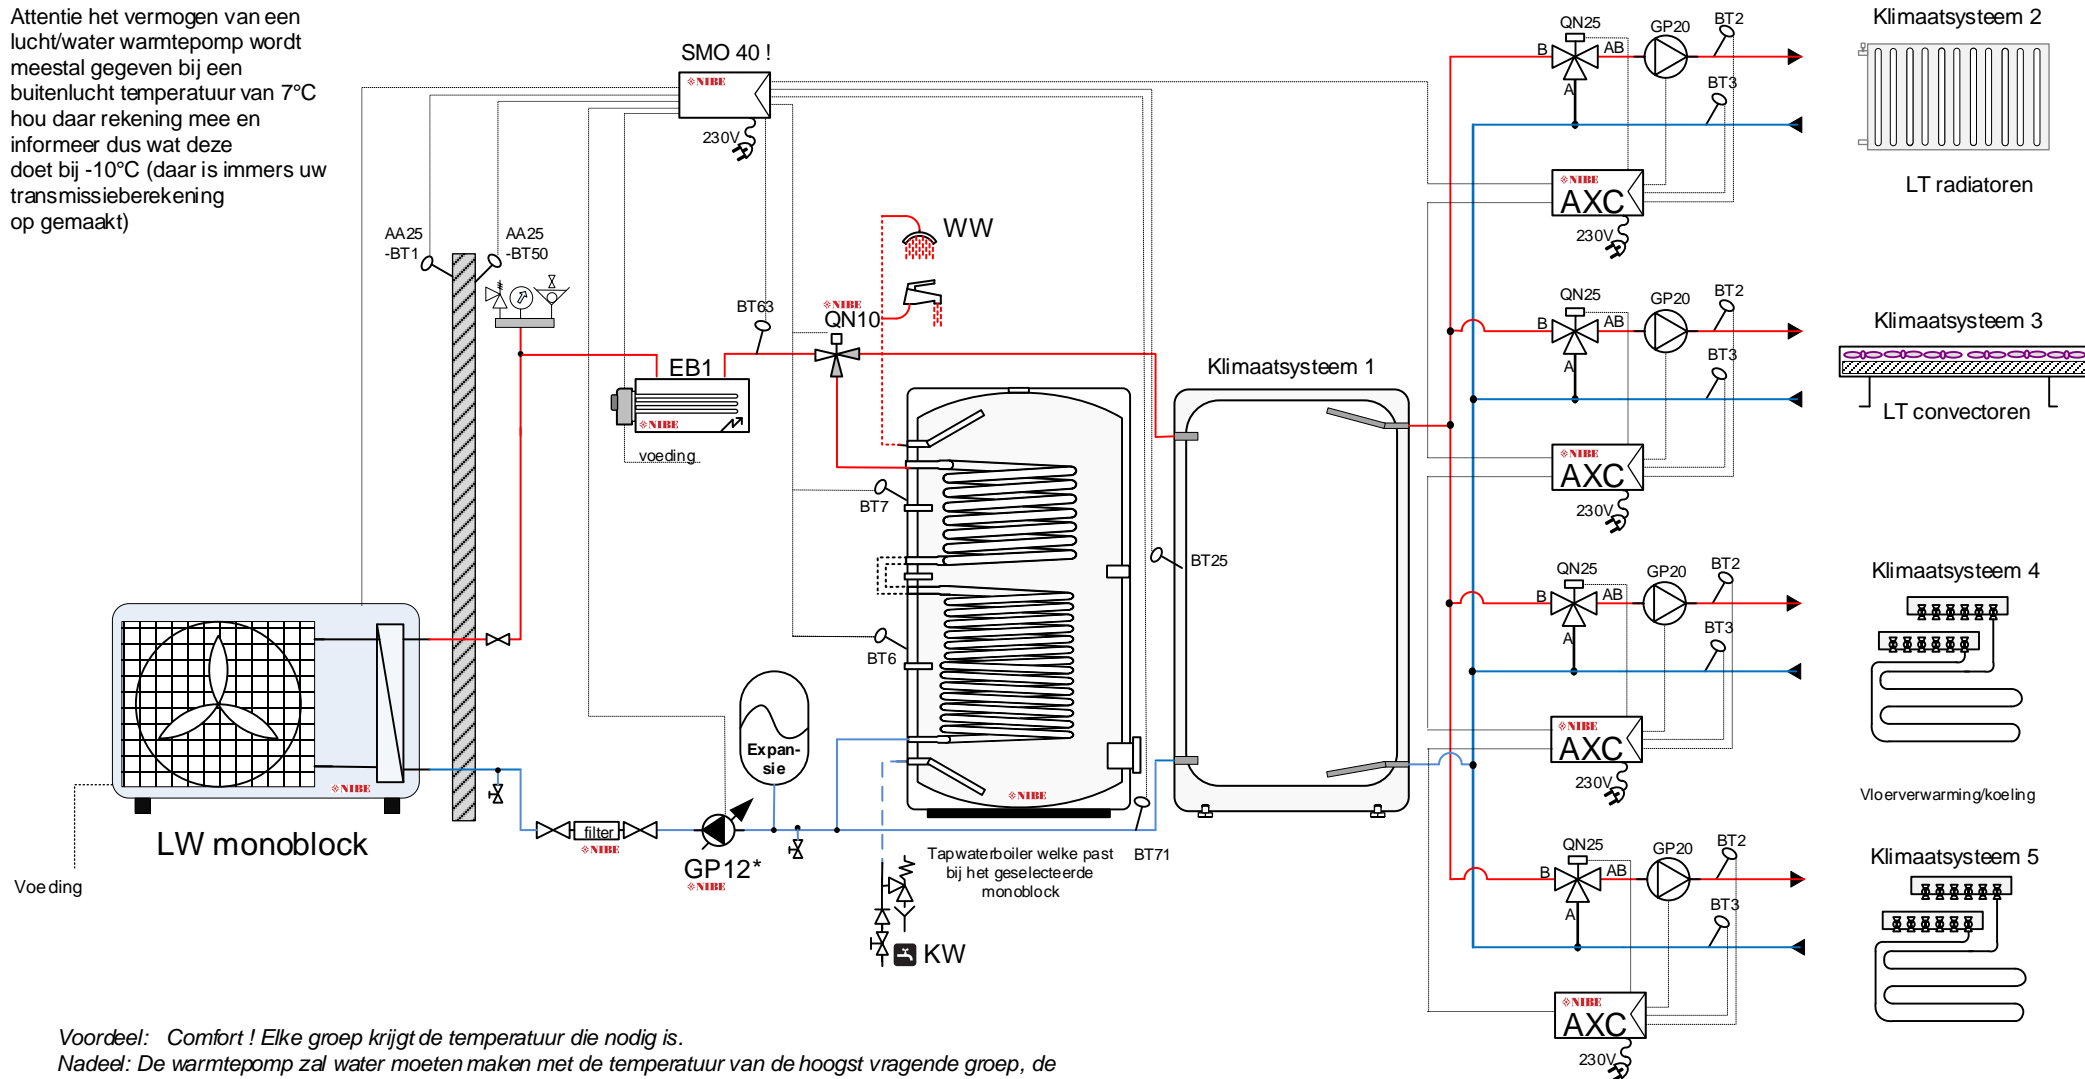 Attentie het vermogen van een
lucht/water warmtepomp wordt
meestal gegeven bij een
buitenlucht temperatuur van 7°C
hou daar rekening mee en
informeer dus wat deze
doet bij -10°C (daar is immers uw
transmissieberekening
op gemaakt)
SMO 40 !
NIBE
230V
AA25
-BT1
AA25
-BT50
BT63
NIBE
QN10
WW
EB1
NIBE
voeding
BT7
BT6
BT25
Klimaatsysteem 1
Expan-
sie
NIBE
NIBE
LW monoblock
Voeding
filter
NIBE
GP12*
NIBE
Tapwaterboiler welke past
bij het geselecteerde
monoblock
BT71
KW
QN25
GP20
BT2
B
AB
A
BT3
NIBE
AXC
230V
Klimaatsysteem 2
LT radiatoren
QN25
GP20
BT2
B
AB
A
BT3
NIBE
AXC
230V
Klimaatsysteem 3
LT convectoren
QN25
GP20
BT2
B
AB
A
BT3
NIBE
AXC
230V
Klimaatsysteem 4
Vloerverwarming/koeling
QN25
GP20
BT2
B
AB
A
BT3
NIBE
AXC
230V
Klimaatsysteem 5
Voordeel: Comfort ! Elke groep krijgt de temperatuur die nodig is.
Nadeel: De warmtepomp zal water moeten maken met de temperatuur van de hoogst vragende groep, de